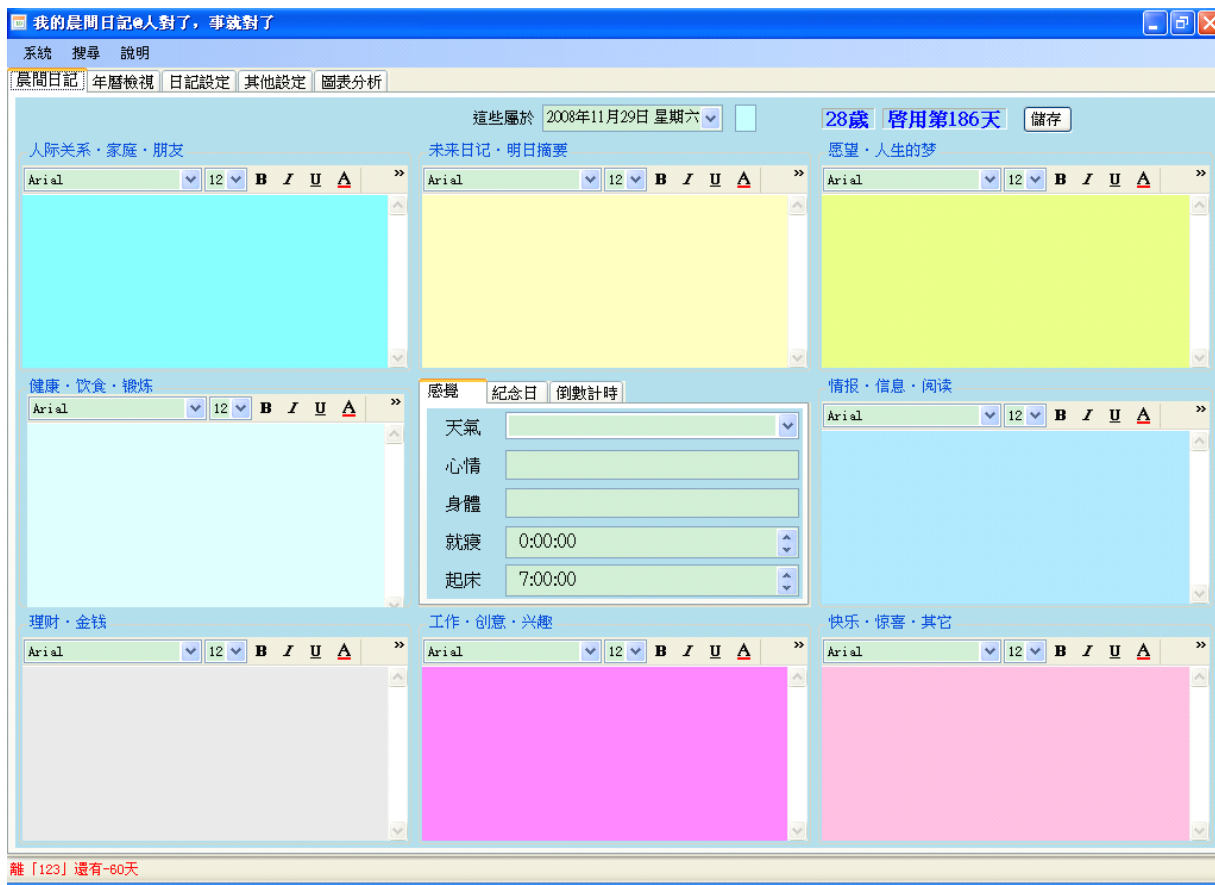 我的晨間日記@人對了，事就對了
系統 搜尋 說明
晨間日記 年曆檢視 日記設定 其他設定 圖表分析
這些屬於 2008年11月29日 星期六 28歲 啓用第186天 儲存
人际关系·家庭·朋友 未来日记·明日摘要 愿望·人生的梦
Arial 12 B I U A » Arial 12 B I U A » Arial 12 B I U A »
健康·饮食·锻炼 感覺 紀念日 倒數計時 情报·信息·阅读
Arial 12 B I U A » Arial 12 B I U A »
天氣
心情
身體
就寢 0:00:00
起床 7:00:00
理财·金钱 工作·创意·兴趣 快乐·惊喜·其它
Arial 12 B I U A » Arial 12 B I U A » Arial 12 B I U A »
離「123」還有-60天